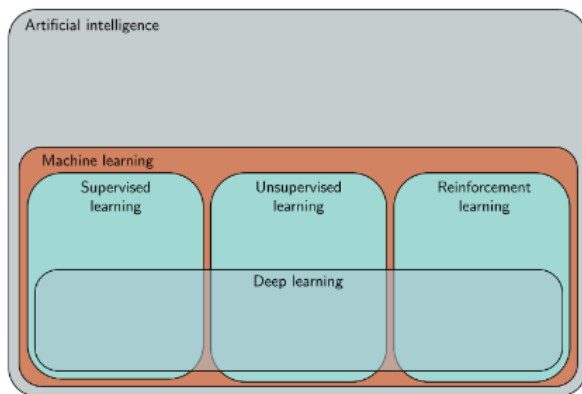 Artificial intelligence
Machine learning
Supervised
learning
Unsupervised
learning
Reinforcement
learning
Deep learning